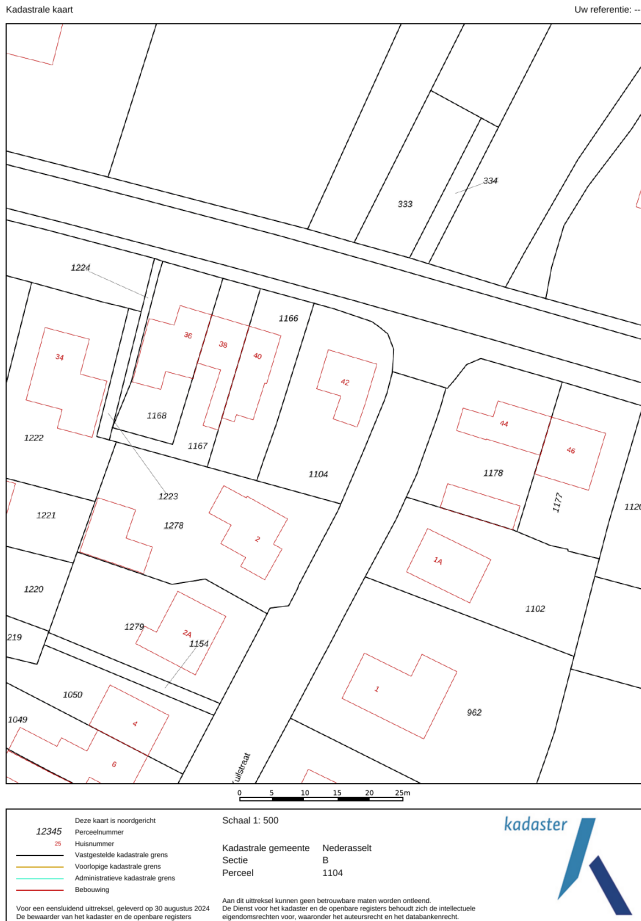 Kadastrale kaart
Uw referentie: --
334
333
1224
1166
36
38
40
34
42
44
46
1168
1222
1167
1104
1178
1177
1223
1120
1221
1278
2
1A
1220
1102
1279
2A
219
1154
1050
1
962
1049
4
6
uilstraat
0 5 10 15 20 25m
Deze kaart is noordgericht
12345 Perceelnummer
25 Huisnummer
Vastgestelde kadastrale grens
Voorlopige kadastrale grens
Administratieve kadastrale grens
Bebouwing
Voor een eensluidend uittreksel, geleverd op 30 augustus 2024
De bewaarder van het kadaster en de openbare registers
Schaal 1: 500
Kadastrale gemeente Nederasselt
Sectie B
Perceel 1104
Aan dit uittreksel kunnen geen betrouwbare maten worden ontleend.
De Dienst voor het kadaster en de openbare registers behoudt zich de intellectuele
eigendomsrechten voor, waaronder het auteursrecht en het databankenrecht.
kadaster